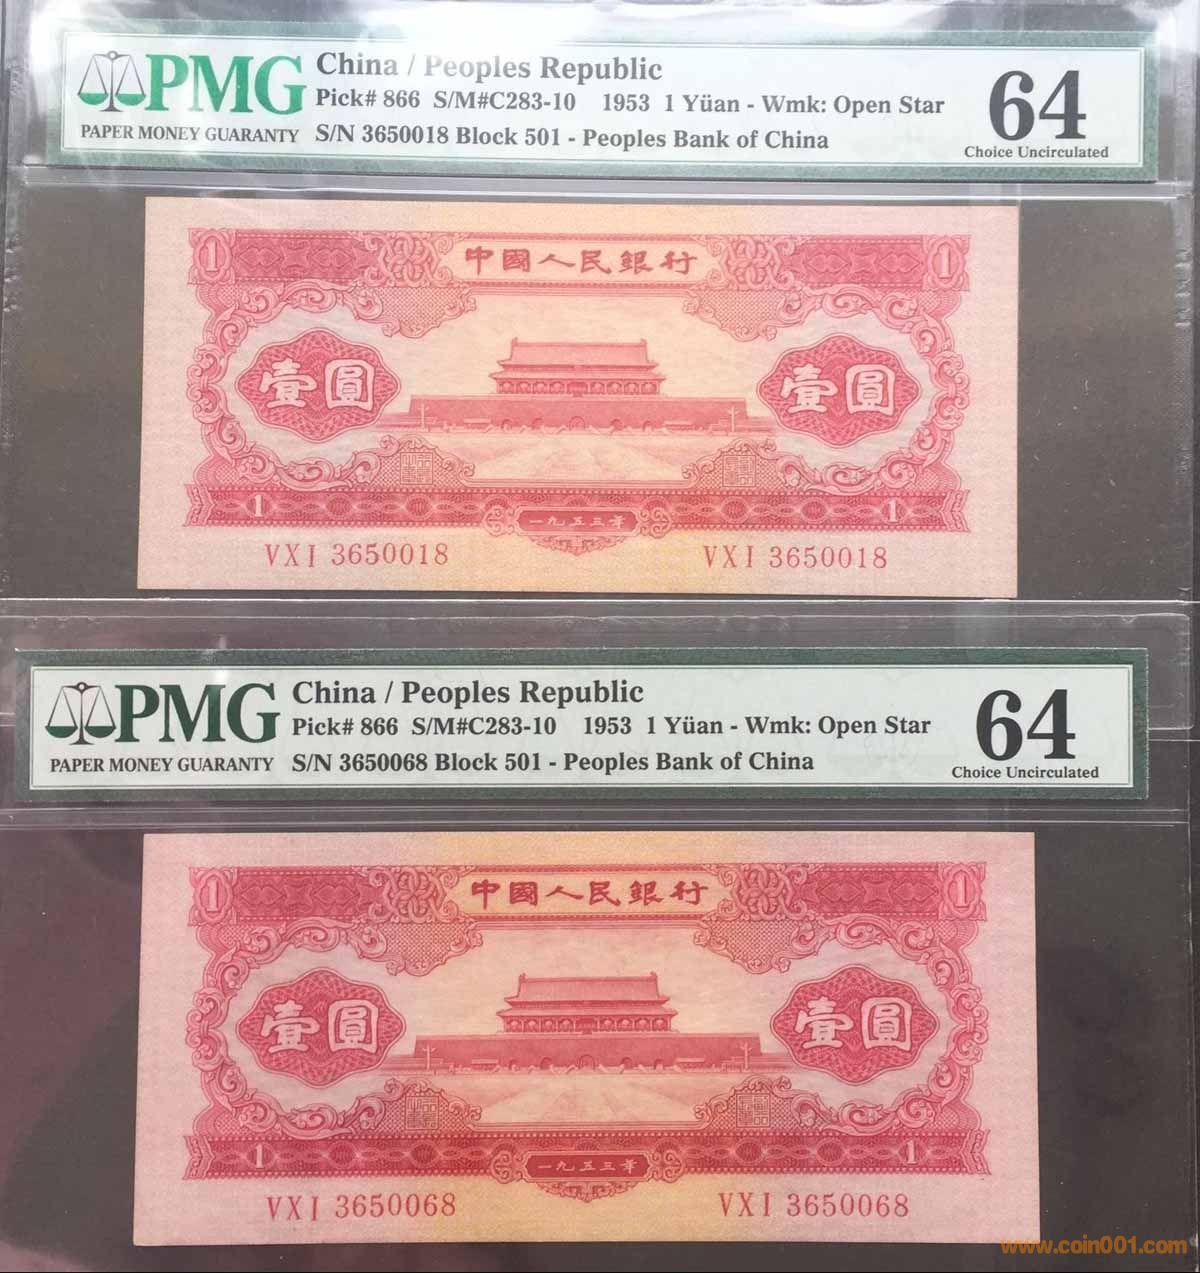 PMG
PAPER MONEY GUARANTY
China / Peoples Republic
Pick# 866 S/M#C283-10 1953 1 Yüan - Wmk: Open Star
S/N 3650018 Block 501 - Peoples Bank of China
64
Choice Uncirculated
1 中國人民銀行 1
壹圓 壹圓
1 一九五三年 1
VXI 3650018 VXI 3650018
PMG
PAPER MONEY GUARANTY
China / Peoples Republic
Pick# 866 S/M#C283-10 1953 1 Yüan - Wmk: Open Star
S/N 3650068 Block 501 - Peoples Bank of China
64
Choice Uncirculated
1 中國人民銀行 1
壹圓 壹圓
1 一九五三年 1
VXI 3650068 VXI 3650068
www.coin001.com